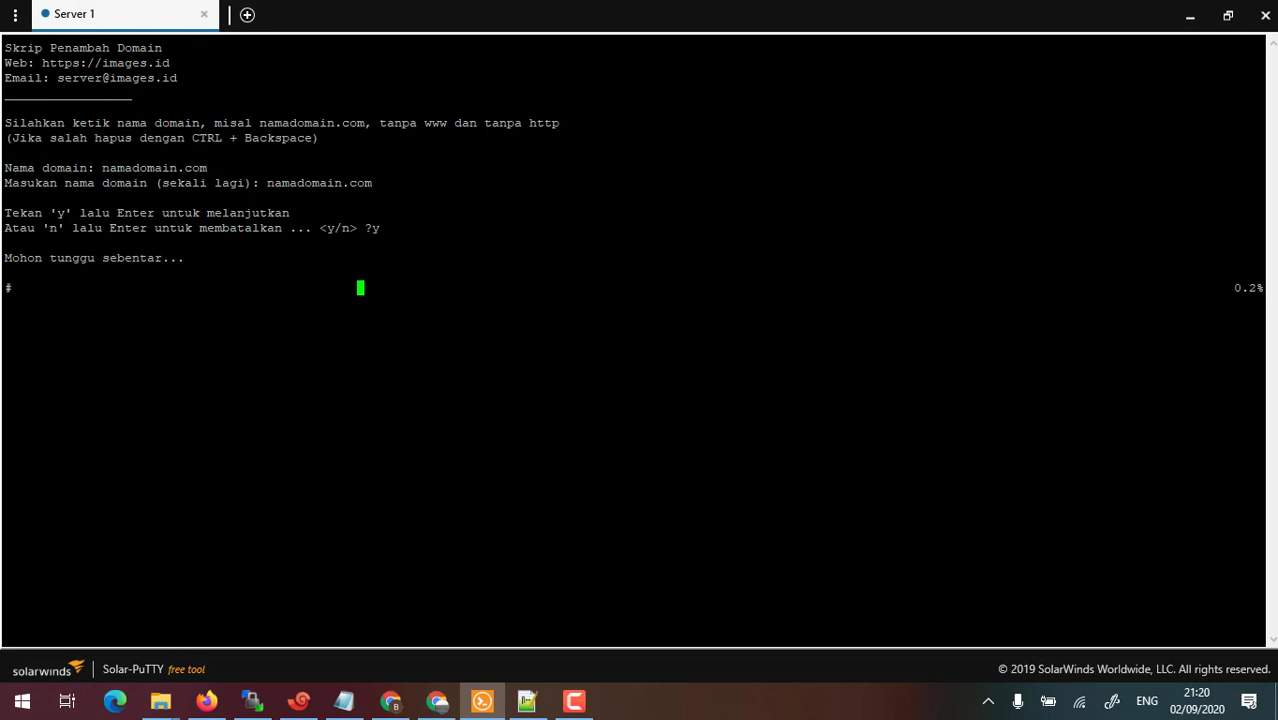 Server 1
Skrip Penambah Domain
Web: https://images.id
Email: server@images.id
_________________
Silahkan ketik nama domain, misal namadomain.com, tanpa www dan tanpa http
(Jika salah hapus dengan CTRL + Backspace)
Nama domain: namadomain.com
Masukan nama domain (sekali lagi): namadomain.com
Tekan 'y' lalu Enter untuk melanjutkan
Atau 'n' lalu Enter untuk membatalkan ... <y/n> ?y
Mohon tunggu sebentar...
# 0.2%
solarwinds Solar-PuTTY free tool © 2019 SolarWinds Worldwide, LLC. All rights reserved.
ENG 21:20
02/09/2020